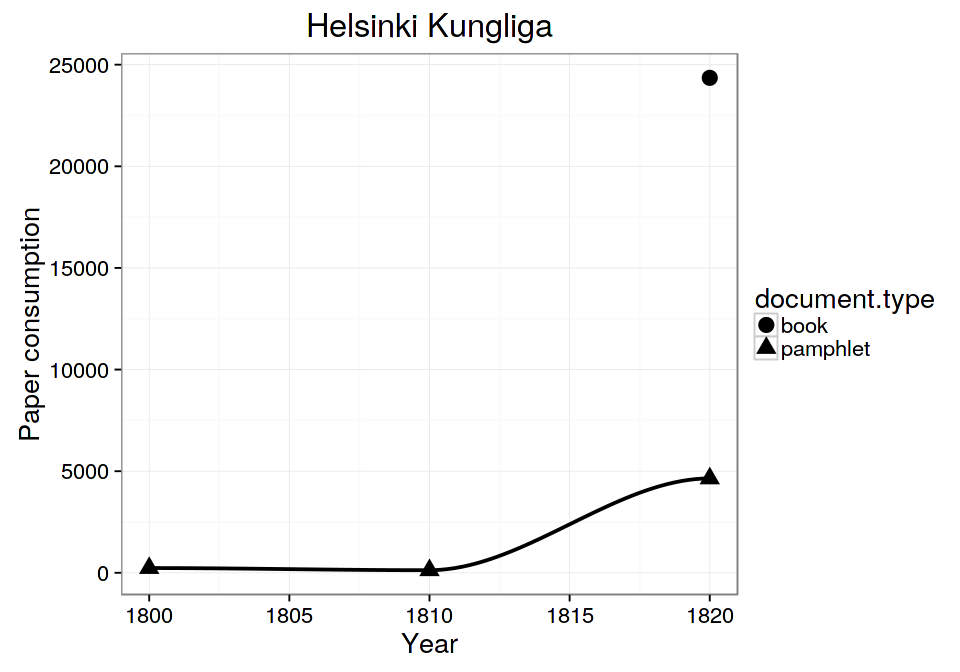 Helsinki Kungliga
25000
20000
15000
10000
5000
0
Paper consumption
1800 1805 1810 1815 1820
Year
document.type
book
pamphlet